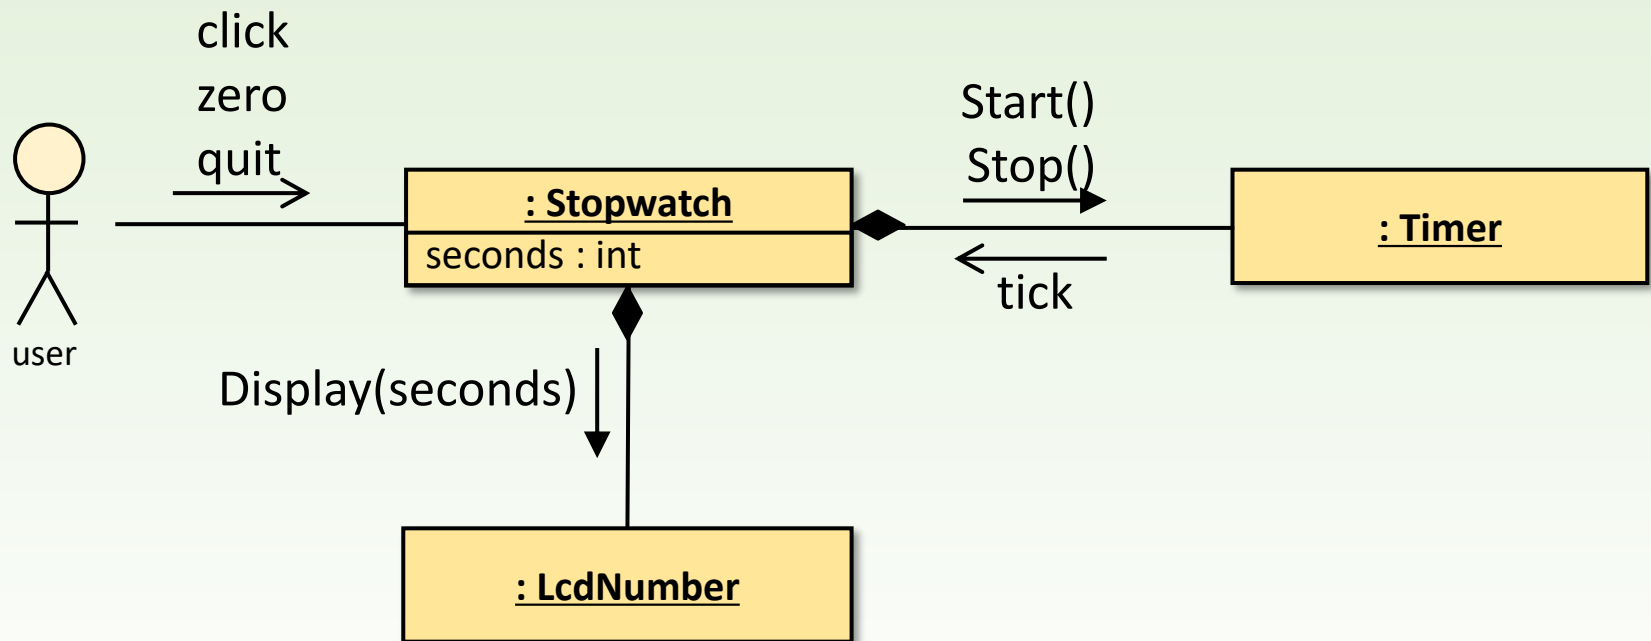 click
zero
quit
user
: Stopwatch
seconds : int
Start()
Stop()
tick
: Timer
Display(seconds)
: LcdNumber